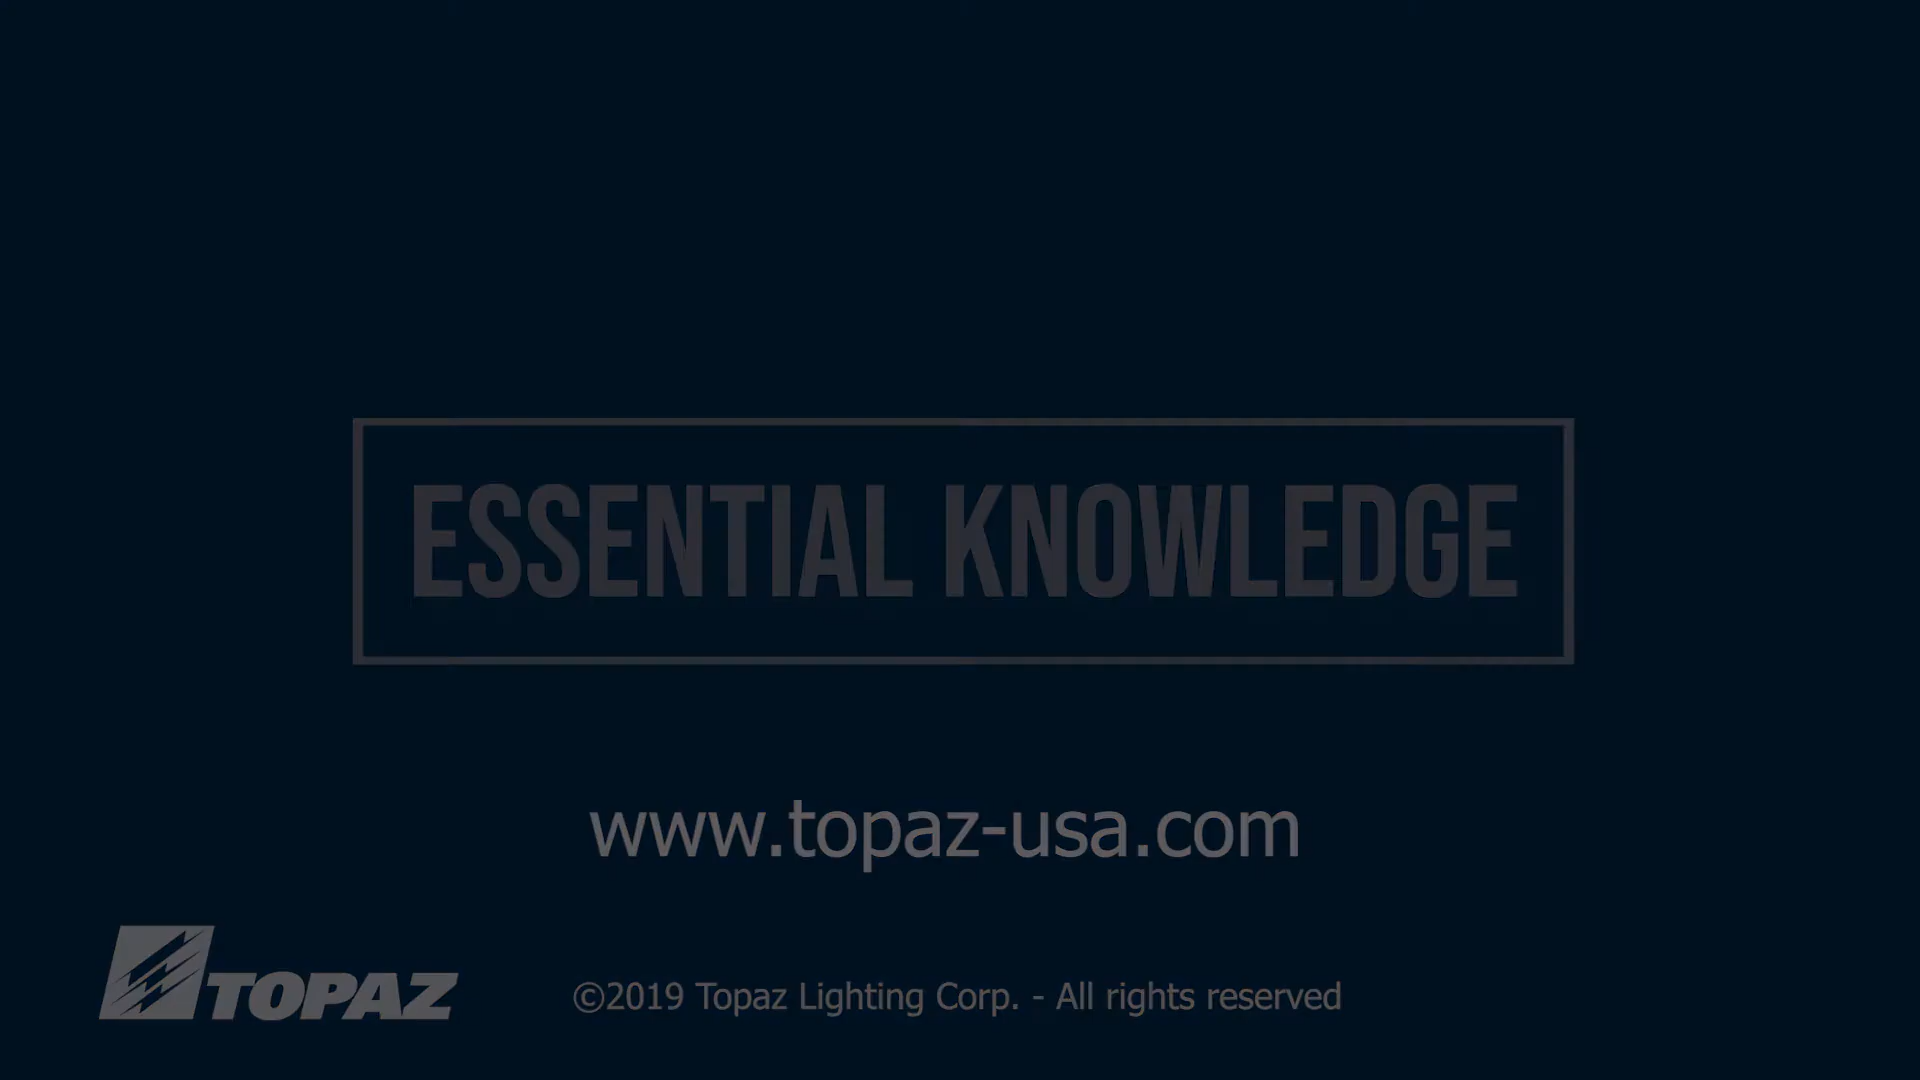 ESSENTIAL KNOWLEDGE
www.topaz-usa.com
TOPAZ
©2019 Topaz Lighting Corp. - All rights reserved